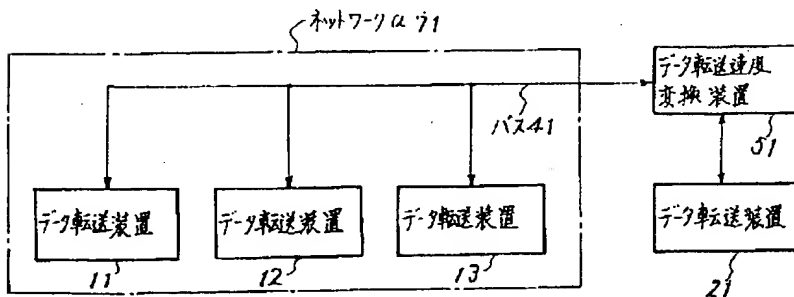 ネットワークα 91
データ転送速度
変換装置
バス41
51
データ転送装置
データ転送装置
データ転送装置
データ転送装置
11
12
13
21